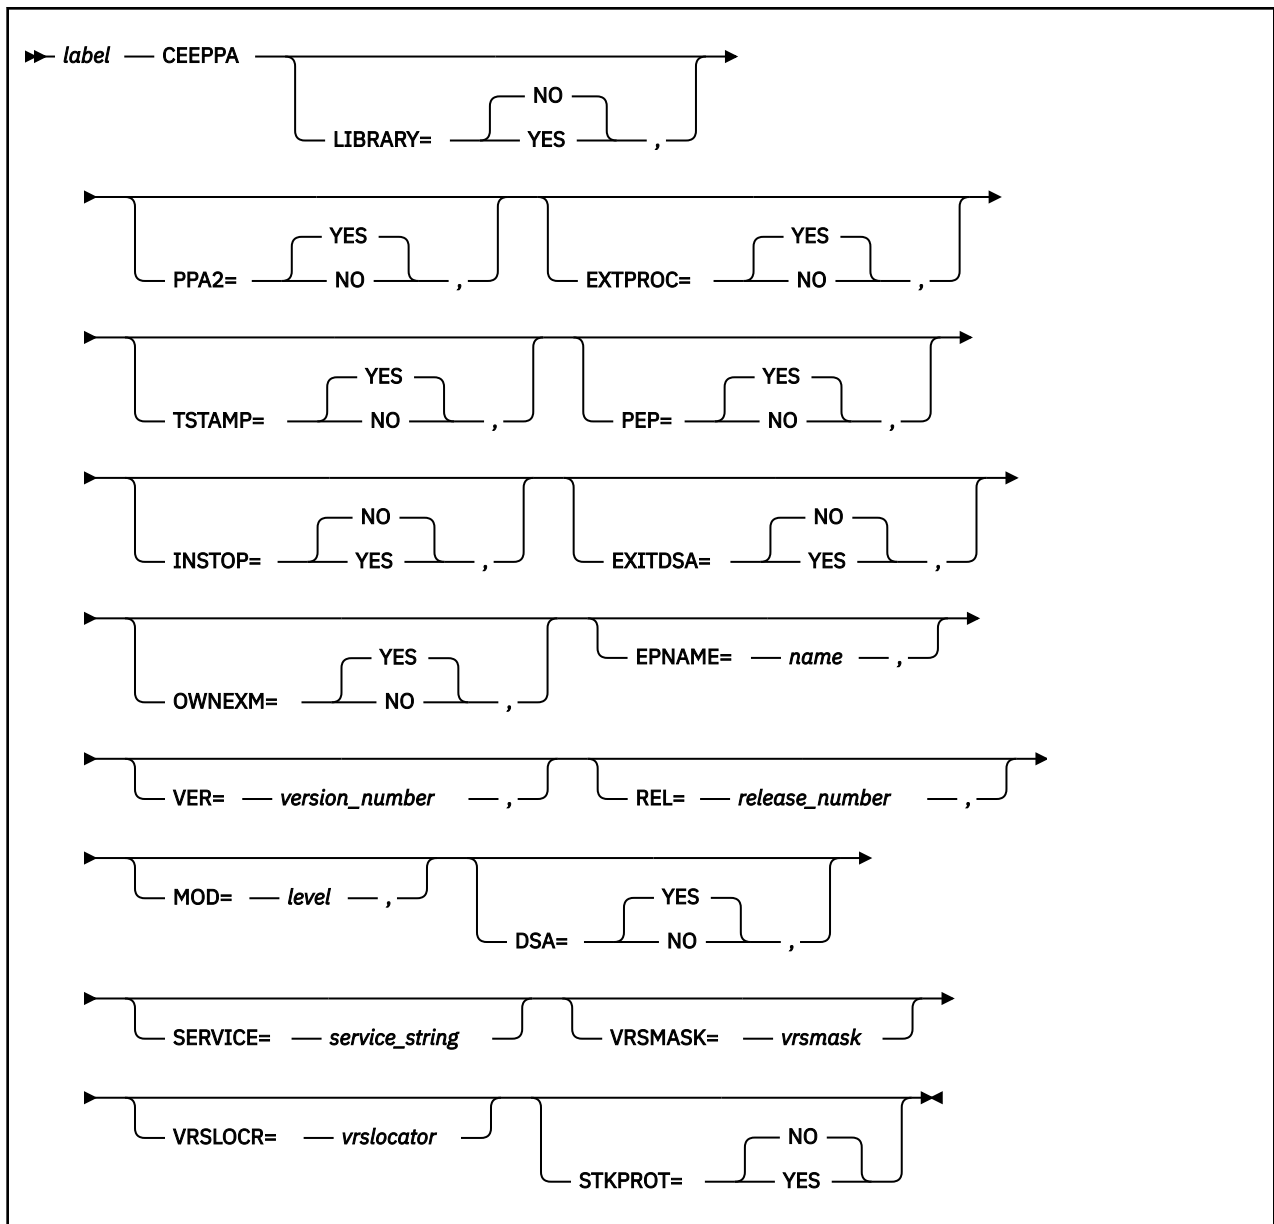 label CEEPPA
NO
LIBRARY= YES ,
YES YES
PPA2= NO , EXTPROC= NO ,
YES YES
TSTAMP= NO , PEP= NO ,
NO NO
INSTOP= YES , EXITDSA= YES ,
YES EPNAME= name ,
OWNEXM= NO ,
VER= version_number , REL= release_number ,
MOD= level , YES
DSA= NO ,
SERVICE= service_string VRSMASK= vrsmask
VRSLOCR= vrslocator NO
STKPROT= YES